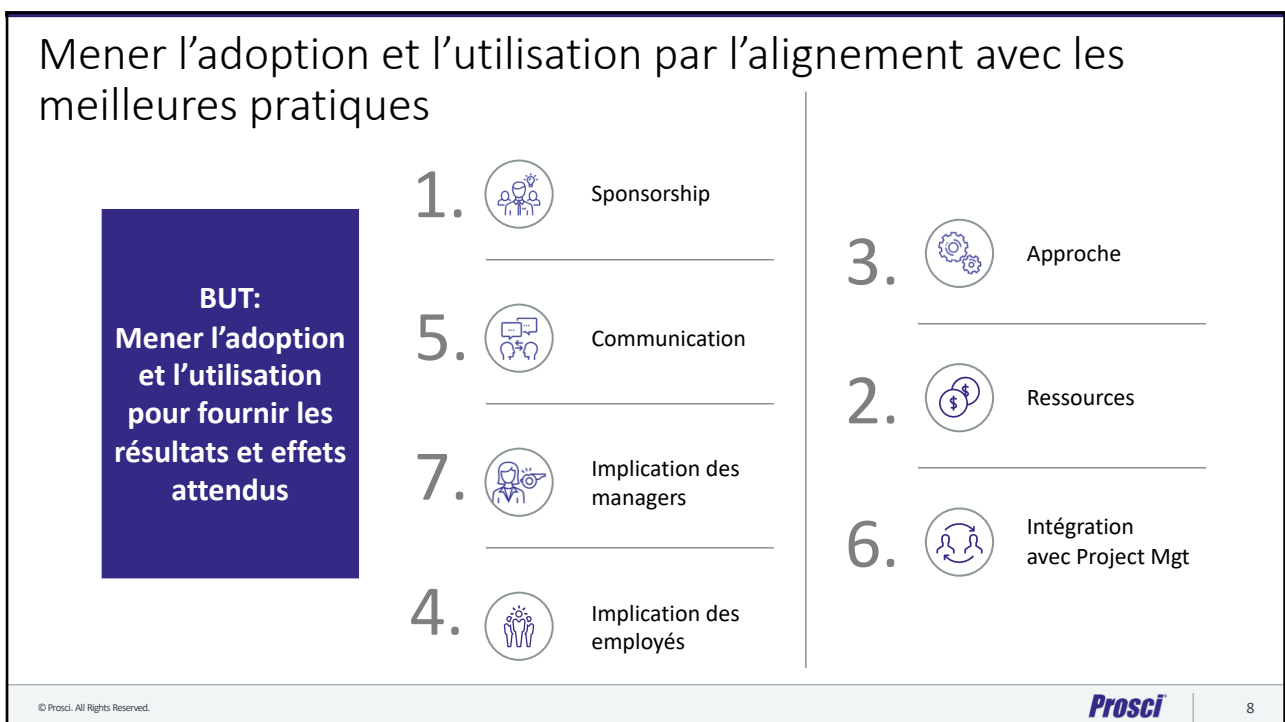 Mener l’adoption et l’utilisation par l’alignement avec les
meilleures pratiques
BUT:
Mener l’adoption
et l’utilisation
pour fournir les
résultats et effets
attendus
1.
Sponsorship
5.
Communication
7.
Implication des
managers
4.
Implication des
employés
3.
Approche
2.
$
$
Ressources
6.
Intégration
avec Project Mgt
© Prosci. All Rights Reserved.
Prosci
8